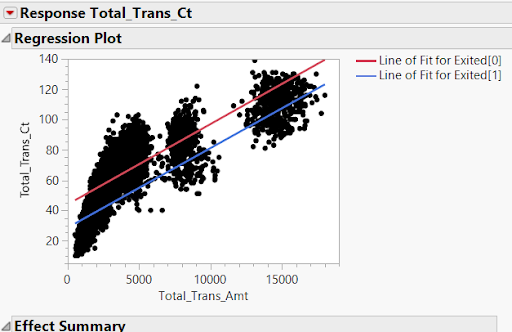 Response Total_Trans_Ct
Regression Plot
Line of Fit for Exited[0]
Line of Fit for Exited[1]
140
120
100
80
60
40
20
Total_Trans_Ct
0
5000
10000
15000
Total_Trans_Amt
Effect Summary